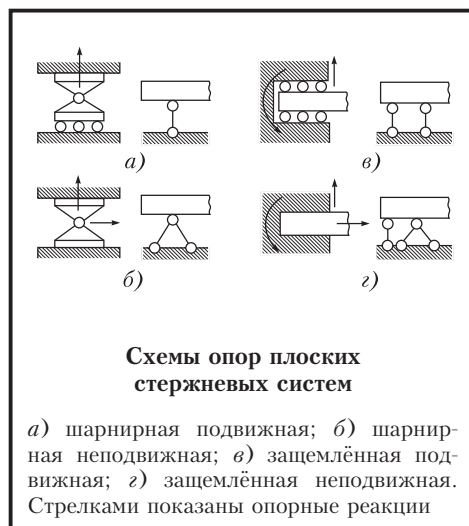 а)
в)
б)
г)
Схемы опор плоских
стержневых систем
а) шарнирная подвижная; б) шарнир-
ная неподвижная; в) защемлённая под-
вижная; г) защемлённая неподвижная.
Стрелками показаны опорные реакции